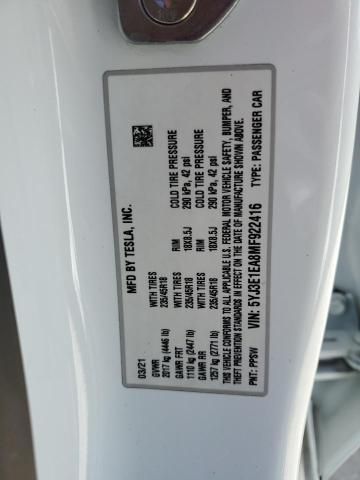 MFD BY TESLA, INC.
03/21
GVWR WITH TIRES RIM COLD TIRE PRESSURE
2017 kg (4446 lb) 235/45R18 18X8.5J 290 kPa, 42 psi
GAWR FRT WITH TIRES RIM COLD TIRE PRESSURE
1110 kg (2447 lb) 235/45R18 18X8.5J 290 kPa, 42 psi
GAWR RR
1257 kg (2771 lb)
THIS VEHICLE CONFORMS TO ALL APPLICABLE U.S. FEDERAL MOTOR VEHICLE SAFETY, BUMPER, AND
THEFT PREVENTION STANDARDS IN EFFECT ON THE DATE OF MANUFACTURE SHOWN ABOVE.
VIN: 5YJ3E1EA8MF922416 TYPE: PASSENGER CAR
PNT: PPSW